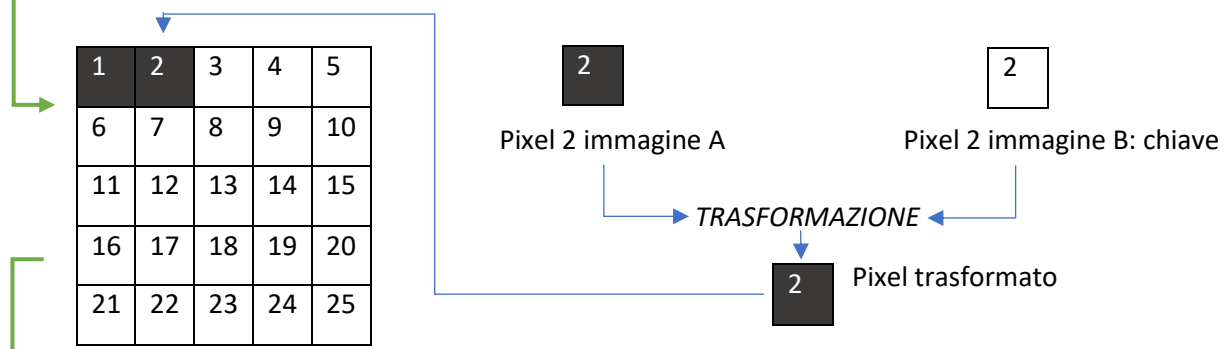 1 2 3 4 5
6 7 8 9 10
11 12 13 14 15
16 17 18 19 20
21 22 23 24 25
2
Pixel 2 immagine A
2
Pixel 2 immagine B: chiave
TRASFORMAZIONE
2
Pixel trasformato